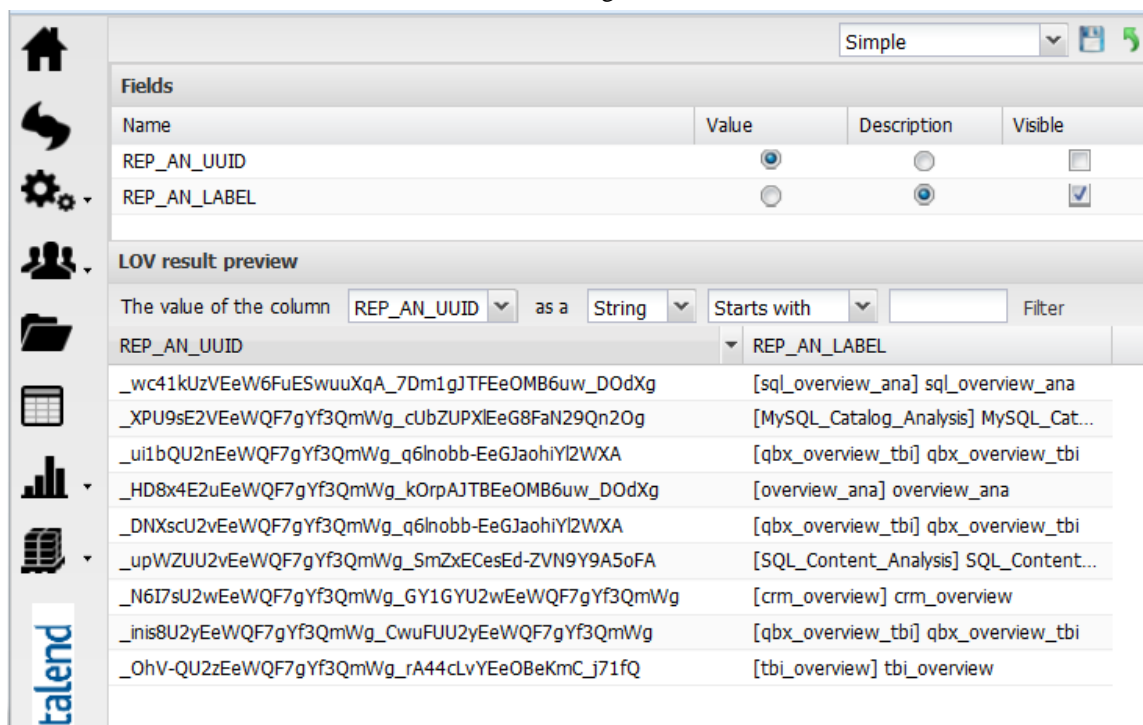 Simple
Fields
Name Value Description Visible
REP_AN_UUID
REP_AN_LABEL
LOV result preview
The value of the column REP_AN_UUID as a String Starts with Filter
REP_AN_UUID REP_AN_LABEL
_wc41kUzVEeW6FuESwuuXqA_7Dm1gJTFEeOMB6uw_DOdXg [sql_overview_ana] sql_overview_ana
_XPU9sE2VEeWQF7gYf3QmWg_cUbZUPXlEeG8FaN29Qn2Og [MySQL_Catalog_Analysis] MySQL_Cat...
_ui1bQU2nEeWQF7gYf3QmWg_q6lnobb-EeGJaohiYl2WXA [qbx_overview_tbi] qbx_overview_tbi
_HD8x4E2uEeWQF7gYf3QmWg_kOrpAJTBEeOMB6uw_DOdXg [overview_ana] overview_ana
_DNXscU2vEeWQF7gYf3QmWg_q6lnobb-EeGJaohiYl2WXA [qbx_overview_tbi] qbx_overview_tbi
_upWZUU2vEeWQF7gYf3QmWg_SmZxECesEd-ZVN9Y9A5oFA [SQL_Content_Analysis] SQL_Content...
_N6I7sU2wEeWQF7gYf3QmWg_GY1GYU2wEeWQF7gYf3QmWg [crm_overview] crm_overview
_inis8U2yEeWQF7gYf3QmWg_CwuFUU2yEeWQF7gYf3QmWg [qbx_overview_tbi] qbx_overview_tbi
_OhV-QU2zEeWQF7gYf3QmWg_rA44cLvYEeOBeKmC_j71fQ [tbi_overview] tbi_overview
talend